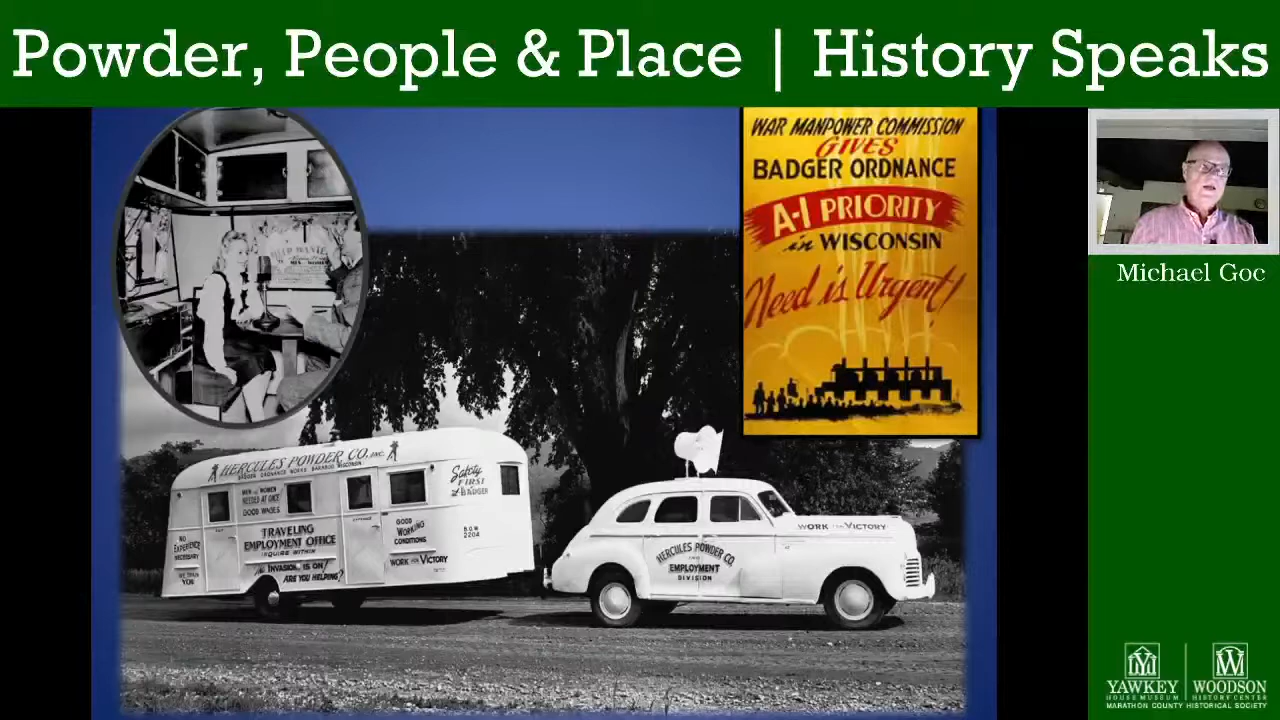 Powder, People & Place | History Speaks
WAR MANPOWER COMMISSION
GIVES
BADGER ORDNANCE
A-1 PRIORITY
in WISCONSIN
Need is Urgent!
Michael Goc
HERCULES POWDER CO. INC.
BADGER ORDNANCE WORKS BARABOO WISCONSIN
MEN & WOMEN
NEEDED AT ONCE
GOOD WAGES
TRAVELING
EMPLOYMENT OFFICE
INQUIRE WITHIN
INVASION IS ON!
ARE YOU HELPING?
NO
EXPERIENCE
NECESSARY
WE TRAIN
YOU
GOOD
WORKING
CONDITIONS
WORK FOR VICTORY
Safety
FIRST
at BADGER
B.O.W.
2204
WORK FOR VICTORY
HERCULES POWDER CO.
INC
EMPLOYMENT
DIVISION
YAWKEY
HOUSE MUSEUM
WOODSON
HISTORY CENTER
MARATHON COUNTY HISTORICAL SOCIETY